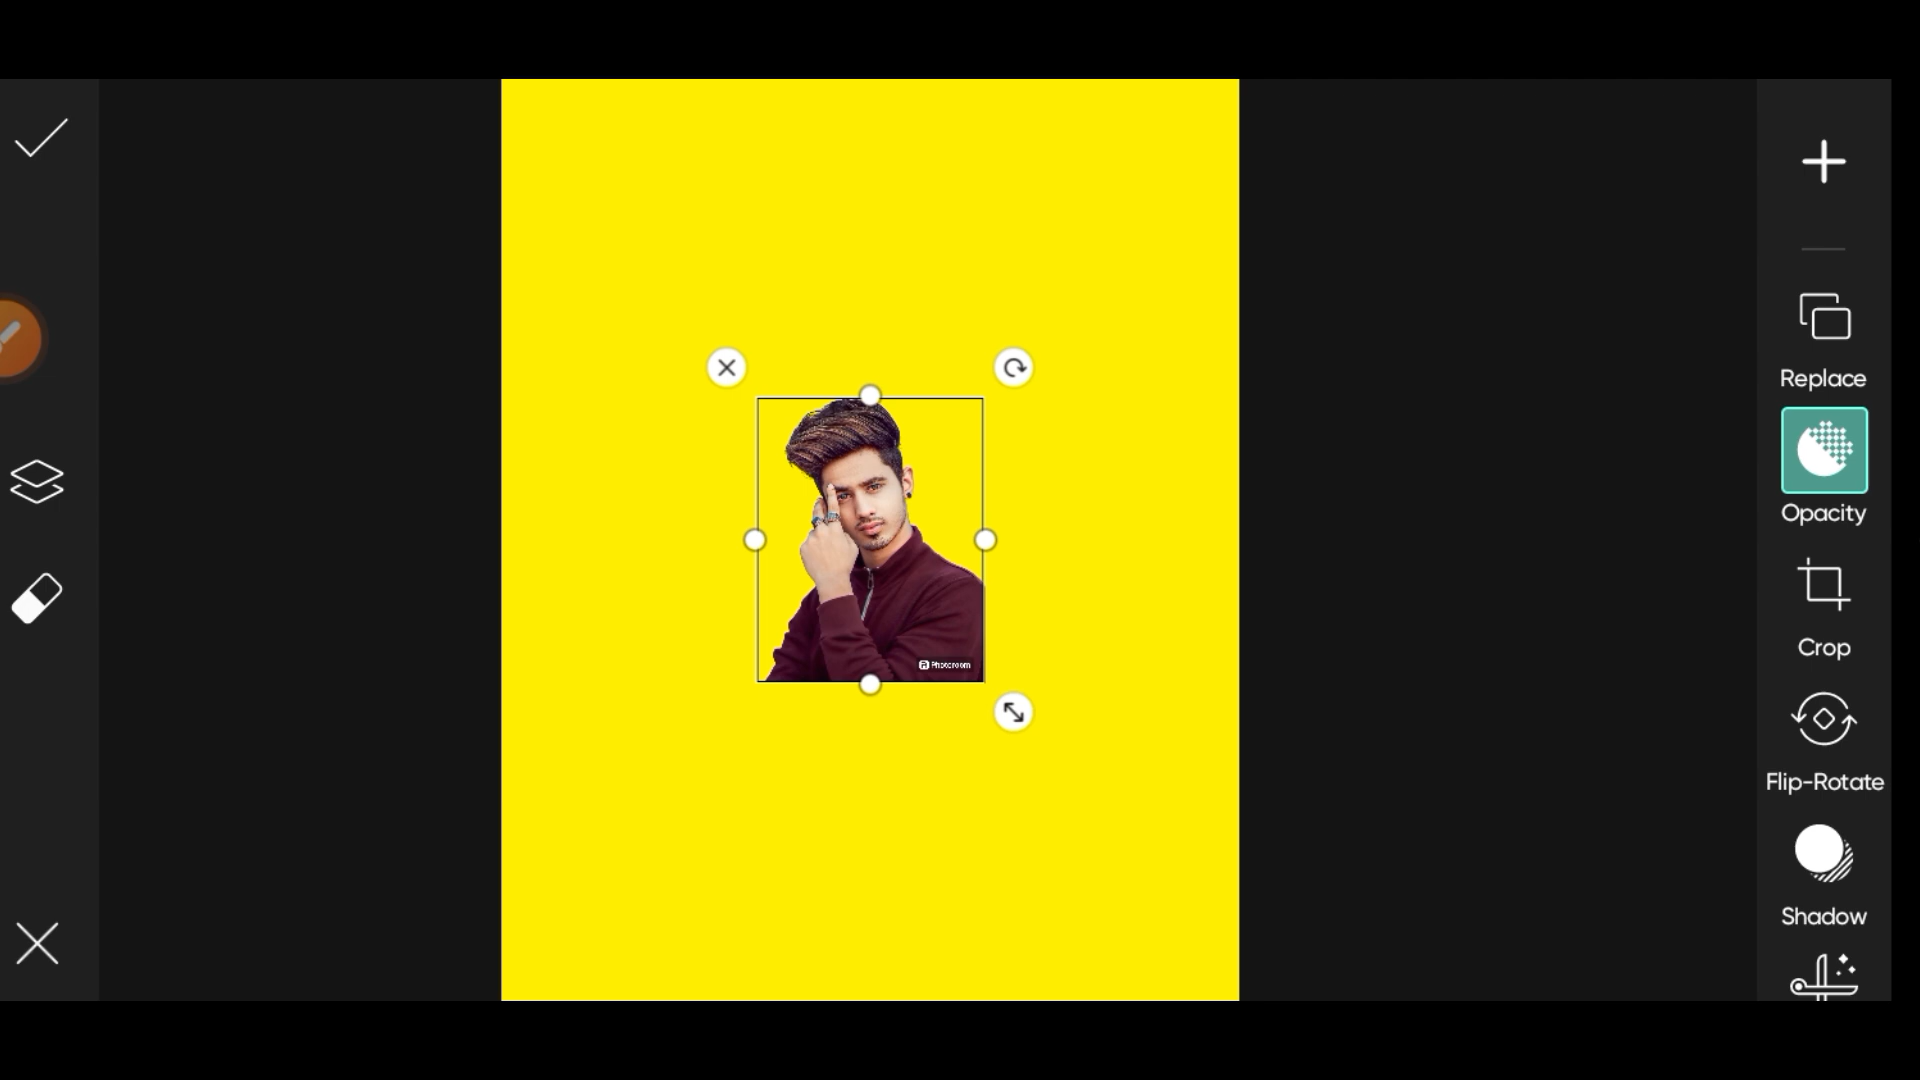 Replace
Opacity
Crop
Flip-Rotate
Shadow
Photoroom